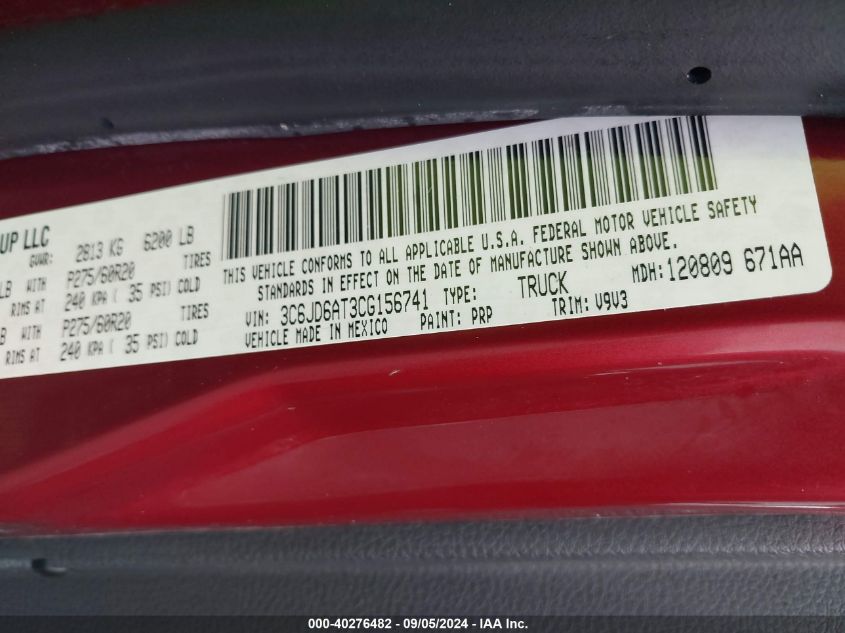 UP LLC
GVWR: 2813 KG 6200 LB
LB WITH P275/60R20 TIRES
RIMS AT 240 KPA ( 35 PSI) COLD
B WITH P275/60R20 TIRES
RIMS AT 240 KPA ( 35 PSI) COLD
THIS VEHICLE CONFORMS TO ALL APPLICABLE U.S.A. FEDERAL MOTOR VEHICLE SAFETY
STANDARDS IN EFFECT ON THE DATE OF MANUFACTURE SHOWN ABOVE.
VIN: 3C6JD6AT3CG156741 TYPE: TRUCK MDH: 120809 671AA
VEHICLE MADE IN MEXICO PAINT: PRP TRIM: V9V3
000-40276482 - 09/05/2024 - IAA Inc.